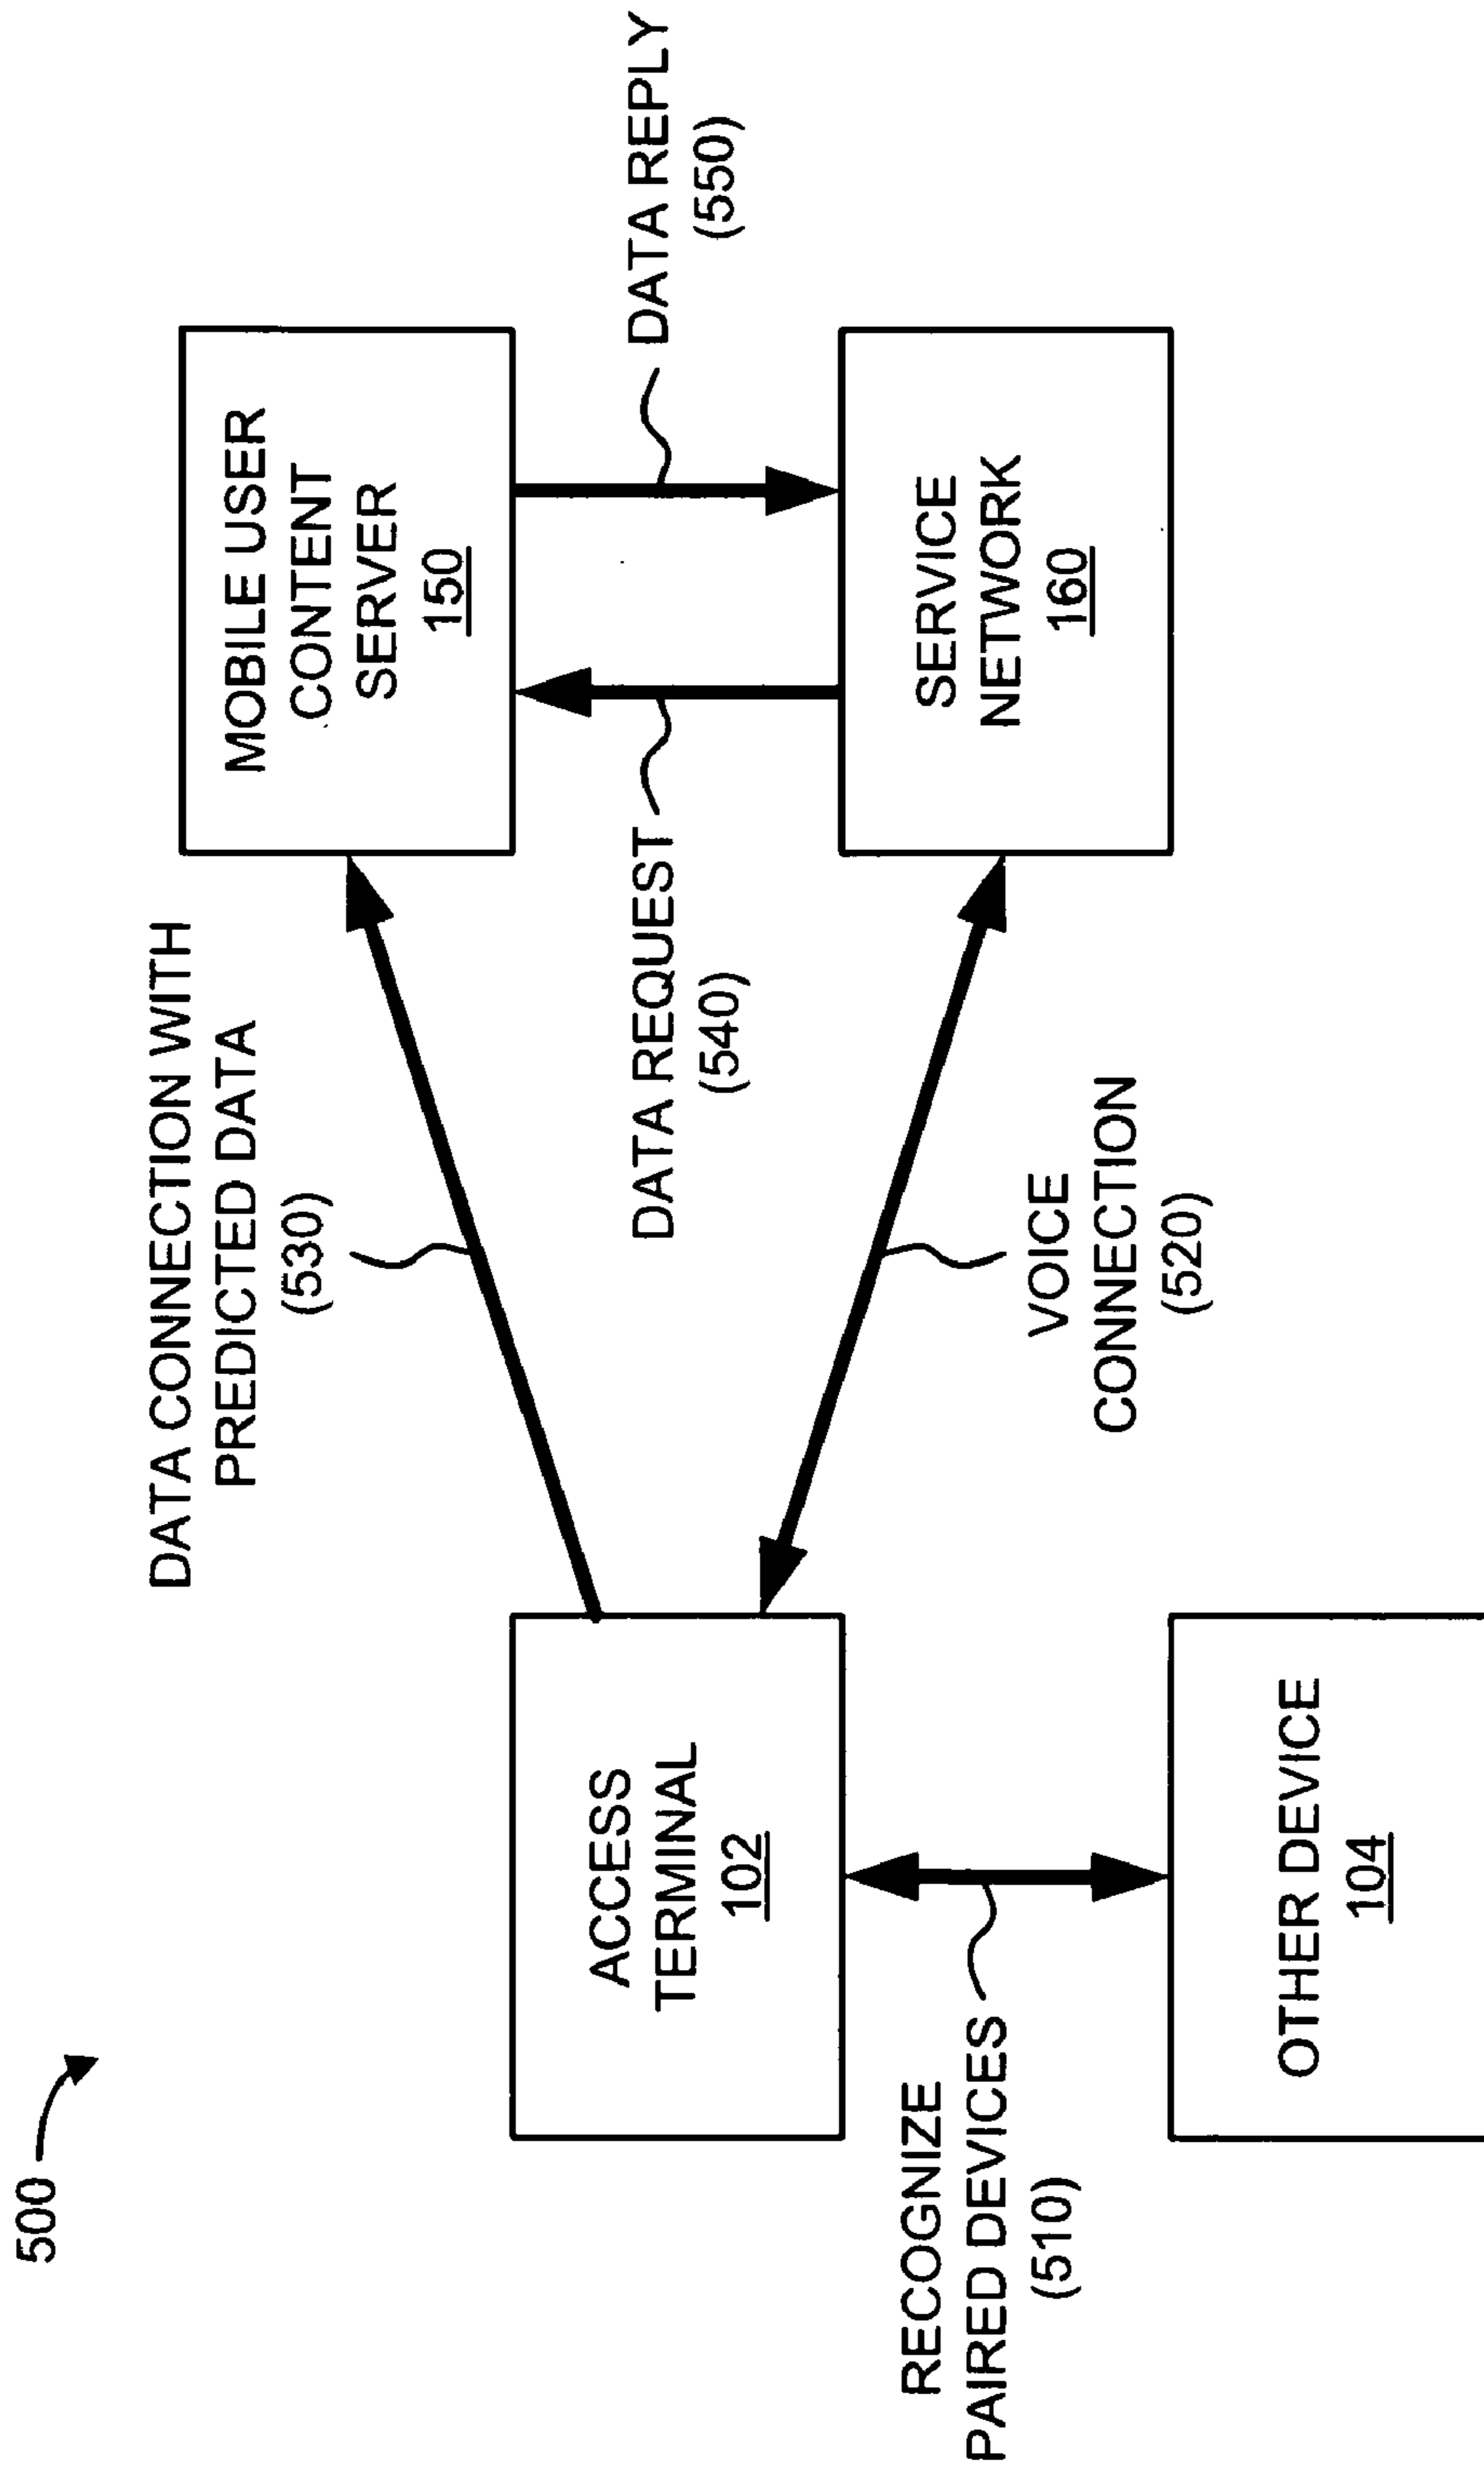 500
DATA CONNECTION WITH
PREDICTED DATA
(530)
MOBILE USER
CONTENT
SERVER
150
ACCESS
TERMINAL
102
DATA REQUEST
(540)
DATA REPLY
(550)
RECOGNIZE
PAIRED DEVICES
(510)
VOICE
CONNECTION
(520)
SERVICE
NETWORK
160
OTHER DEVICE
104